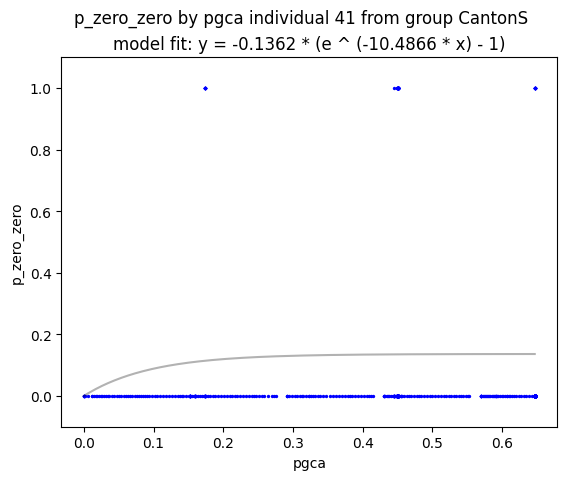 p_zero_zero by pgca individual 41 from group CantonS
model fit: y = -0.1362 * (e ^ (-10.4866 * x) - 1)
1.0
0.8
0.6
0.4
0.2
0.0
p_zero_zero
0.0 0.1 0.2 0.3 0.4 0.5 0.6
pgca